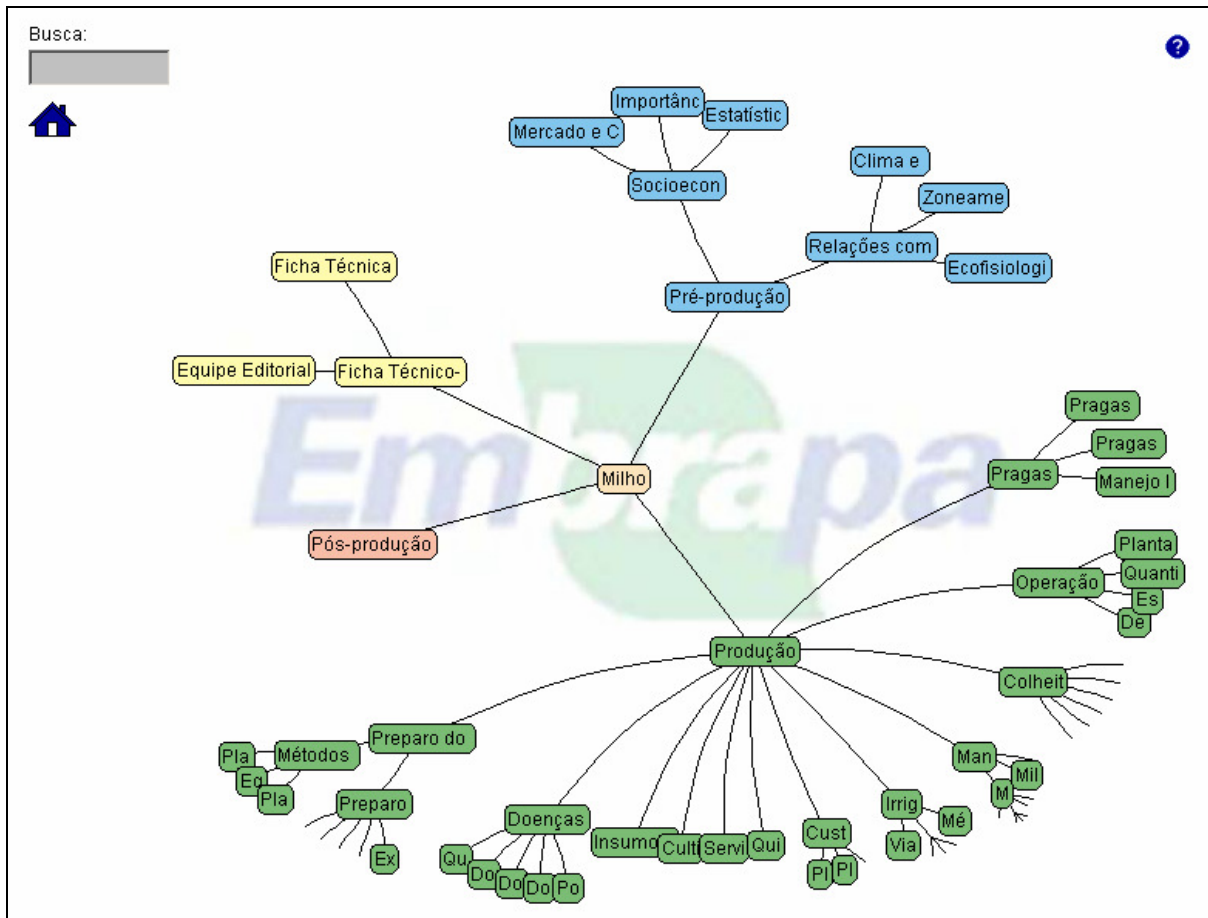 Busca:
?
Importânc
Mercado e C
Estatístic
Socioecon
Clima e
Zoneame
Relações com
Ecofisiologi
Ficha Técnica
Pré-produção
Equipe Editorial
Ficha Técnico-
Embrapa
Pragas
Pragas
Pragas
Manejo I
Milho
Pós-produção
Planta
Operação
Quanti
Es
De
Produção
Colheit
Preparo do
Métodos
Pla
Eq
Pla
Man
Mil
M
Preparo
Irrig
Mé
Doenças
Insumo
Culti
Servi
Qui
Cust
Via
Ex
Qu
Do
Do
Do
Po
Pl
Pl